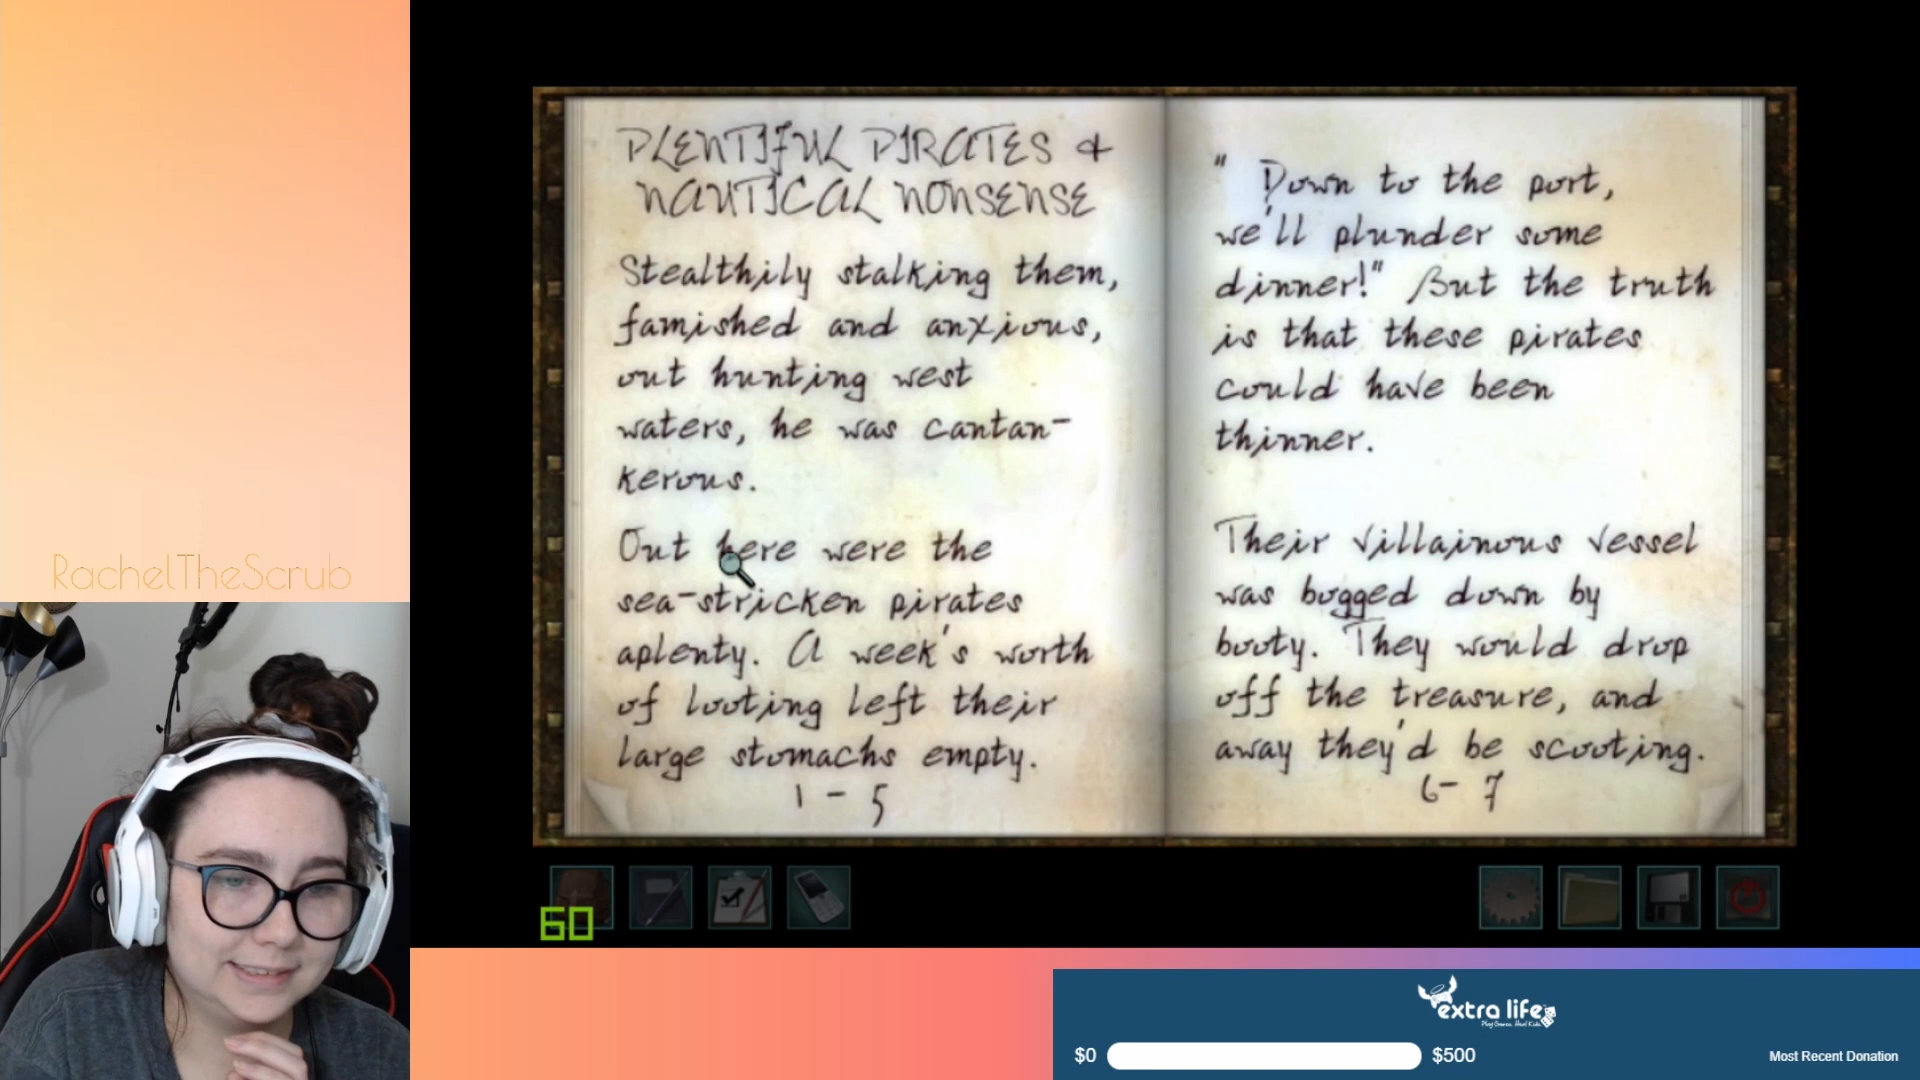 PLENTIFUL PIRATES &
NAUTICAL NONSENSE
Stealthily stalking them,
famished and anxious,
out hunting west
waters, he was cantan-
kerous.
Out here were the
sea-stricken pirates
aplenty. A week's worth
of looting left their
large stomachs empty.
1 - 5
" Down to the port,
we'll plunder some
dinner!" But the truth
is that these pirates
could have been
thinner.
Their villainous vessel
was bogged down by
booty. They would drop
off the treasure, and
away they'd be scooting.
6- 7
RachelTheScrub
60
extra life
Play Games. Heal Kids.
$0
$500
Most Recent Donation